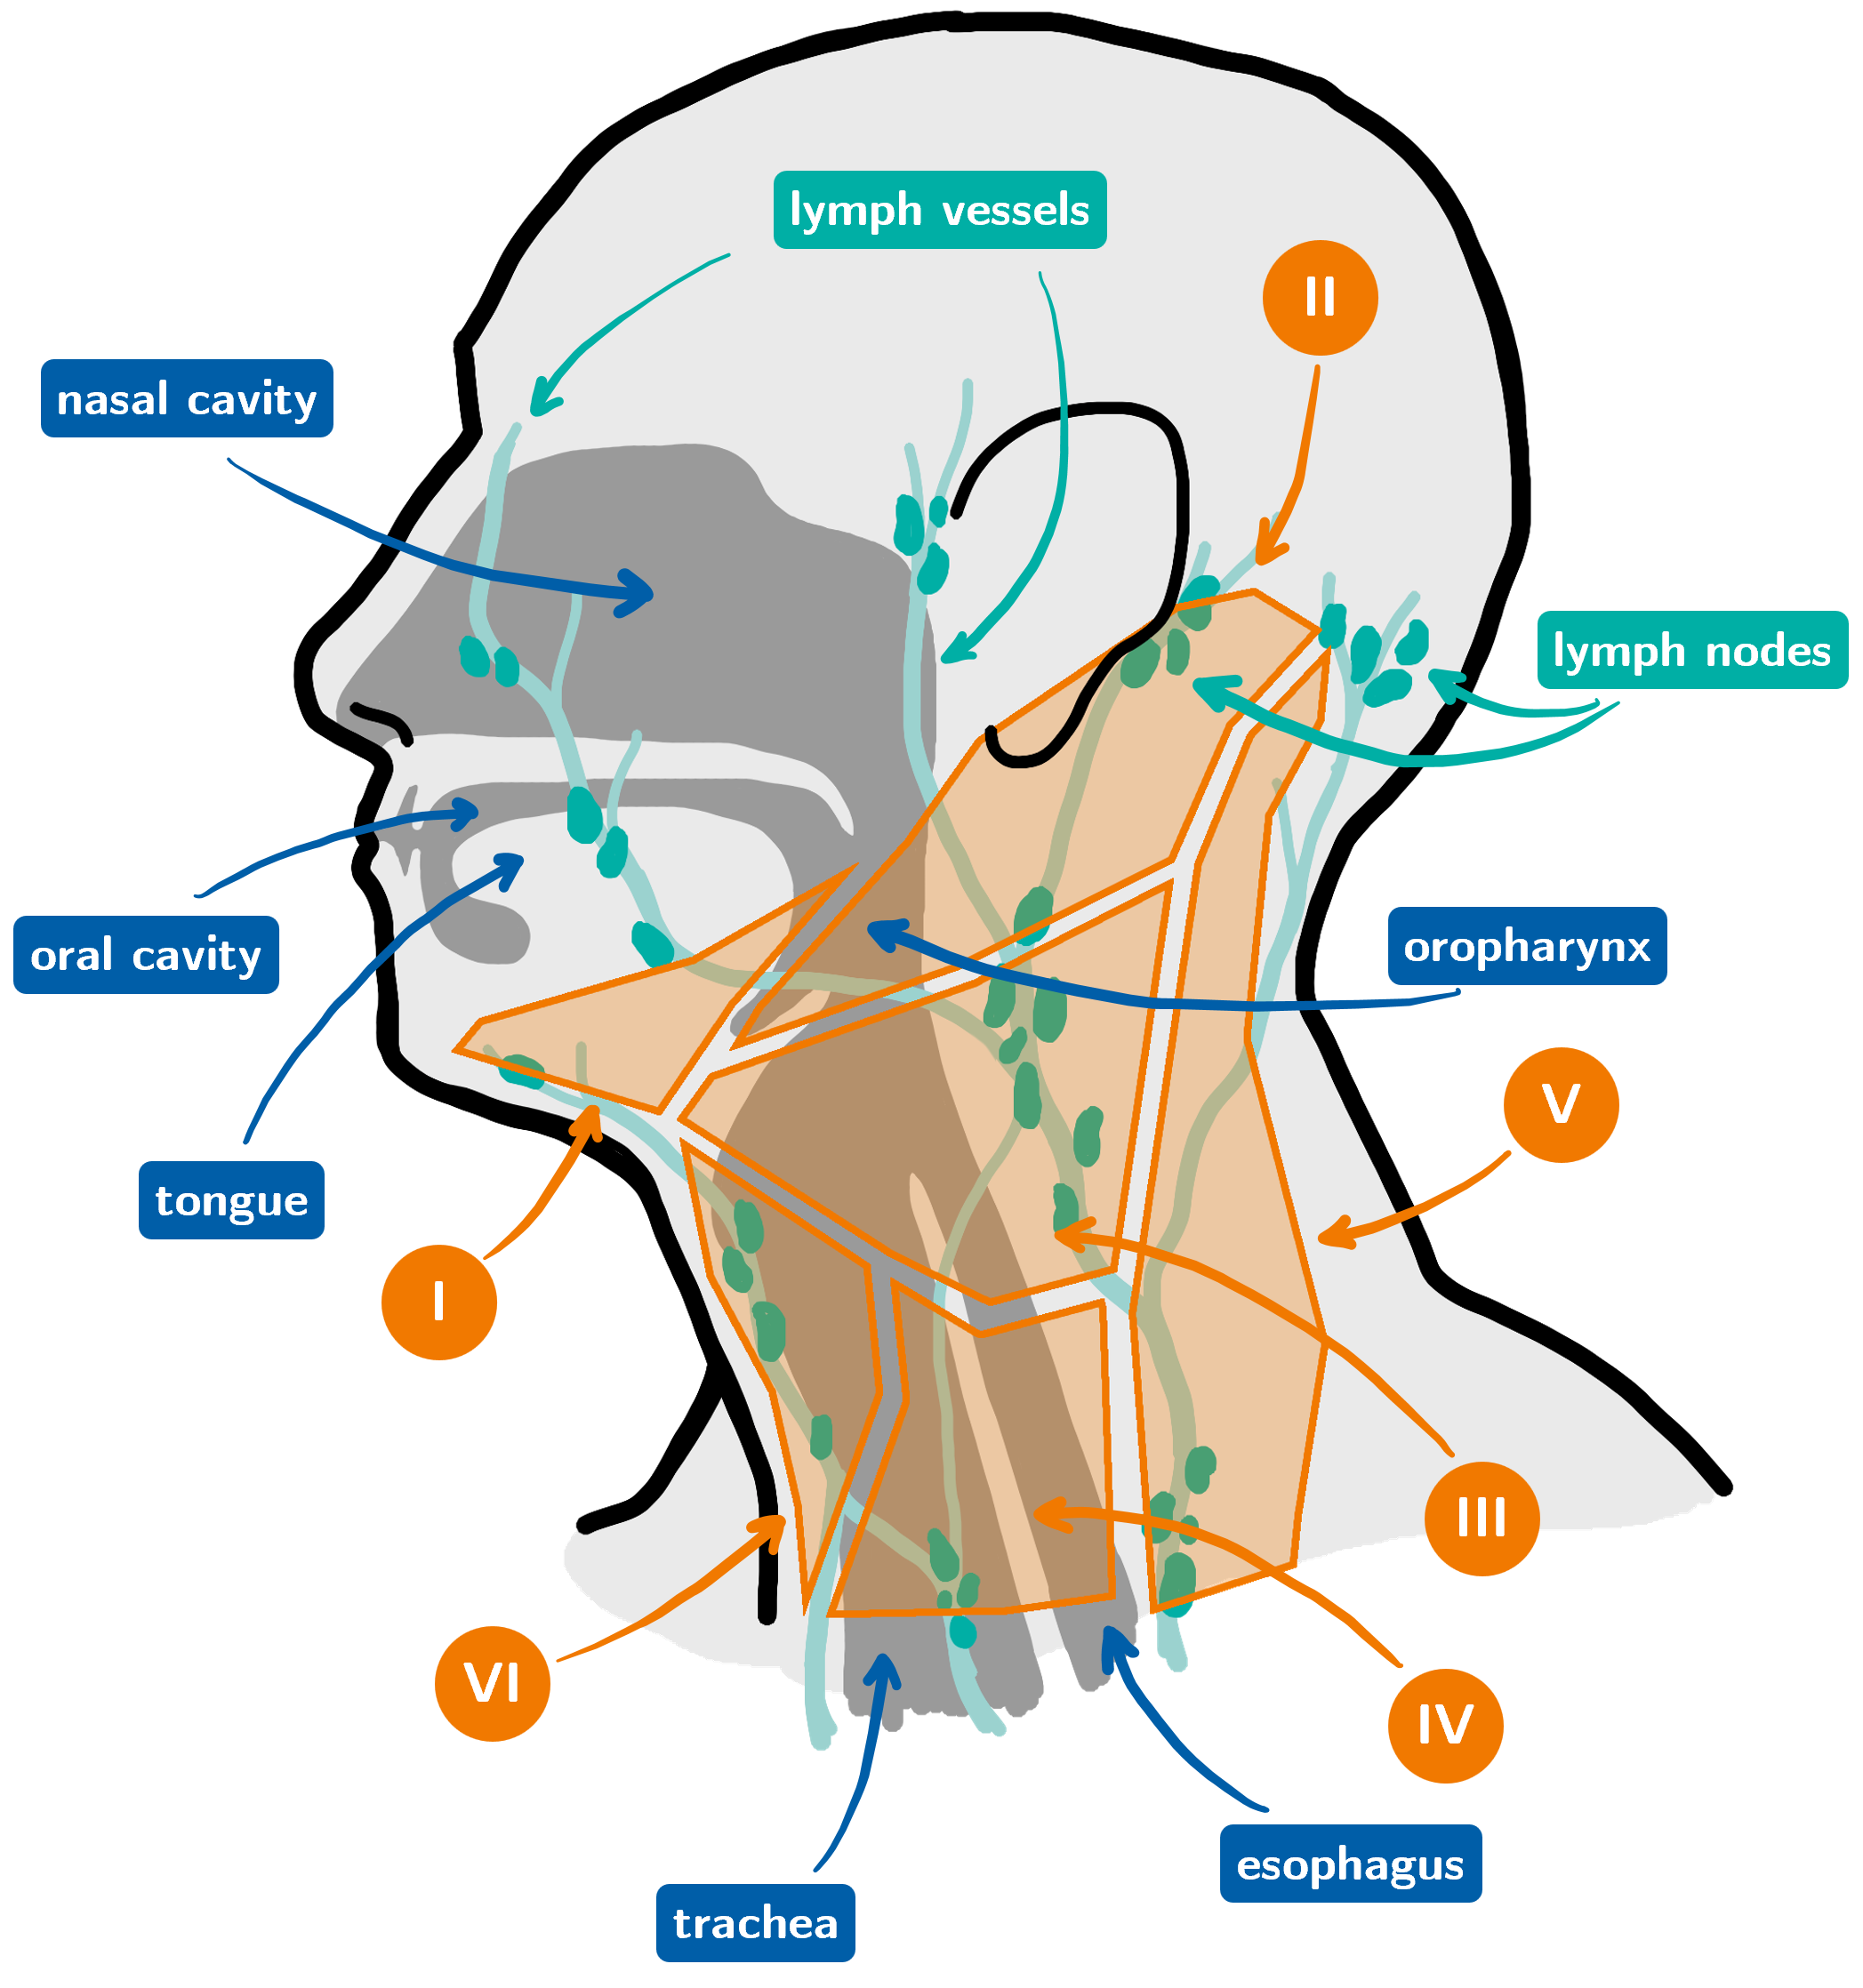 lymph vessels
II
nasal cavity
lymph nodes
oral cavity
oropharynx
V
tongue
I
III
VI
IV
esophagus
trachea